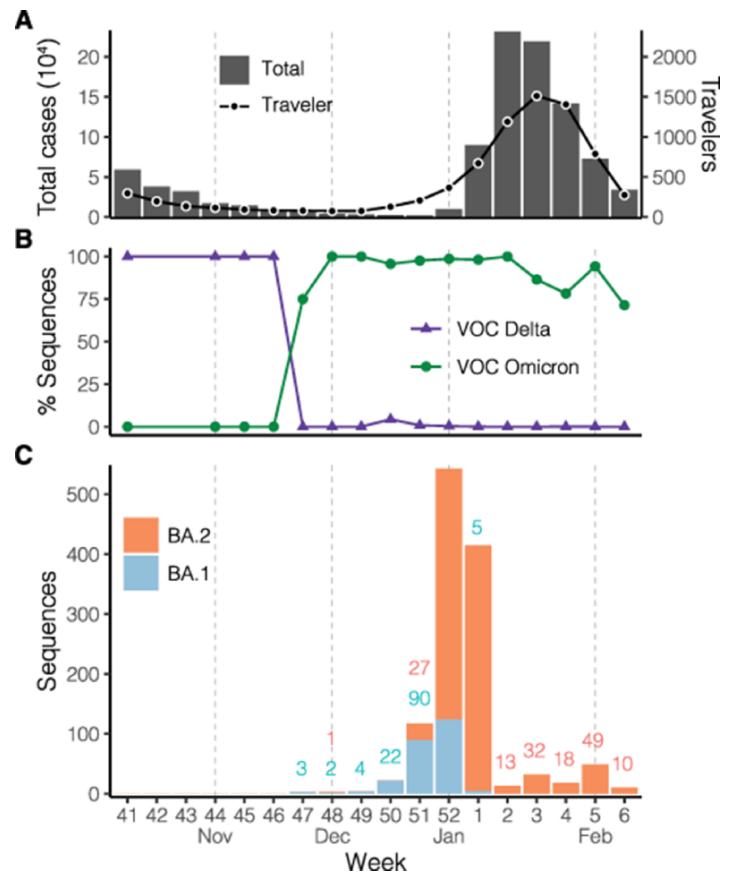 A
Total cases (10⁴)
20
15
10
5
0
Total
Traveler
2000
1500
1000
500
0
Travelers
B
% Sequences
100
75
50
25
0
VOC Delta
VOC Omicron
C
Sequences
500
400
300
200
100
0
BA.2
BA.1
3
1
2
4
22
27
90
5
13
32
18
49
10
41 42 43 44 45 46 47 48 49 50 51 52 1 2 3 4 5 6
Nov Dec Jan Feb
Week